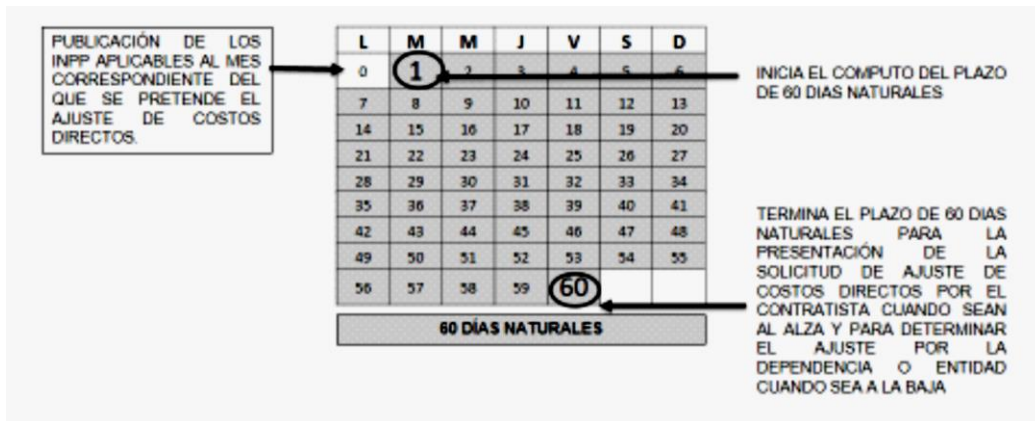 PUBLICACIÓN DE LOS
INPP APLICABLES AL MES
CORRESPONDIENTE DEL
QUE SE PRETENDE EL
AJUSTE DE COSTOS
DIRECTOS.
L M M J V S D
0 1 2 3 4 5 6
7 8 9 10 11 12 13
14 15 16 17 18 19 20
21 22 23 24 25 26 27
28 29 30 31 32 33 34
35 36 37 38 39 40 41
42 43 44 45 46 47 48
49 50 51 52 53 54 55
56 57 58 59 60
60 DÍAS NATURALES
INICIA EL COMPUTO DEL PLAZO
DE 60 DIAS NATURALES
TERMINA EL PLAZO DE 60 DIAS
NATURALES PARA LA
PRESENTACIÓN DE LA
SOLICITUD DE AJUSTE DE
COSTOS DIRECTOS POR EL
CONTRATISTA CUANDO SEAN
AL ALZA Y PARA DETERMINAR
EL AJUSTE POR LA
DEPENDENCIA O ENTIDAD
CUANDO SEA A LA BAJA